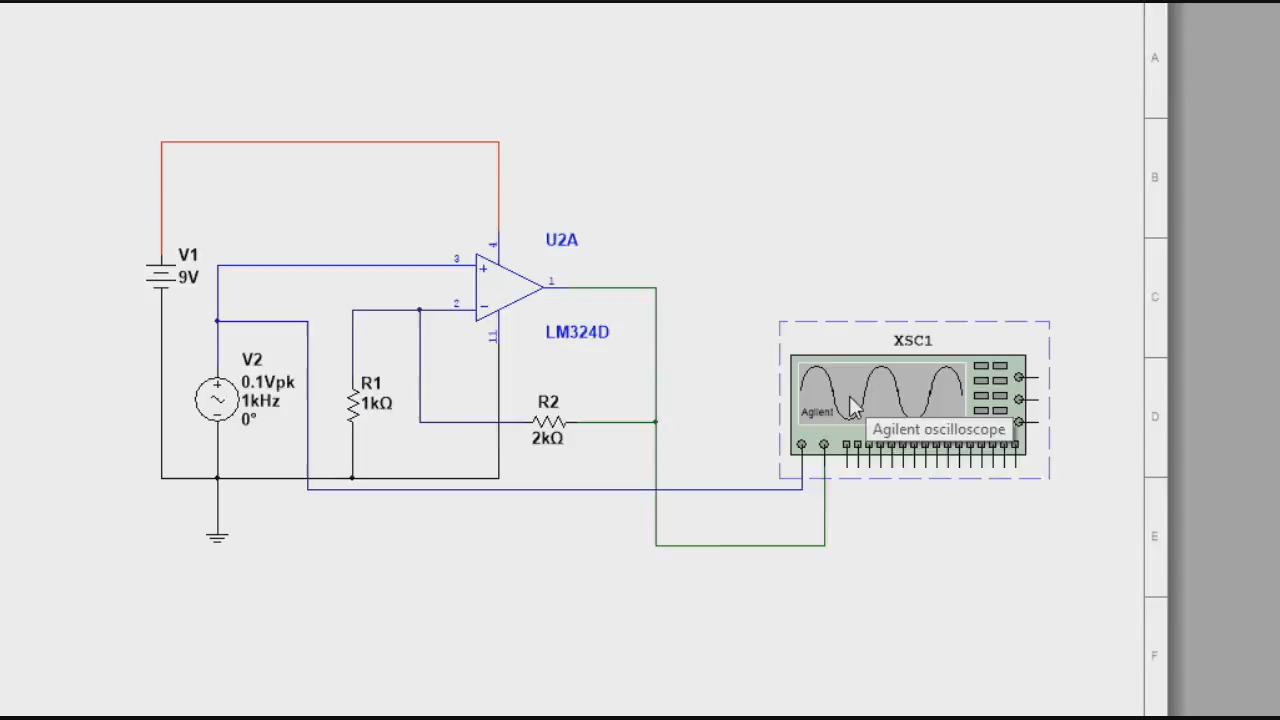 A
B
C
D
E
F
V1
9V
V2
0.1Vpk
1kHz
0°
R1
1kΩ
3
2
4
11
1
U2A
LM324D
R2
2kΩ
XSC1
Agilent
Agilent oscilloscope